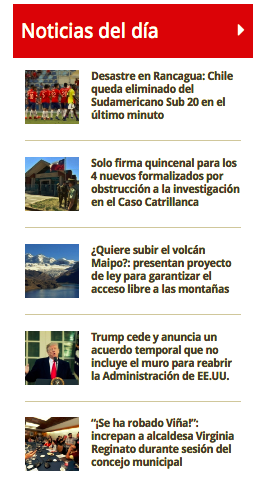 Noticias del día
Desastre en Rancagua: Chile
queda eliminado del
Sudamericano Sub 20 en el
último minuto
Solo firma quincenal para los
4 nuevos formalizados por
obstrucción a la investigación
en el Caso Catrillanca
¿Quiere subir el volcán
Maipo?: presentan proyecto
de ley para garantizar el
acceso libre a las montañas
Trump cede y anuncia un
acuerdo temporal que no
incluye el muro para reabrir
la Administración de EE.UU.
“¡Se ha robado Viña!”:
increpan a alcaldesa Virginia
Reginato durante sesión del
concejo municipal